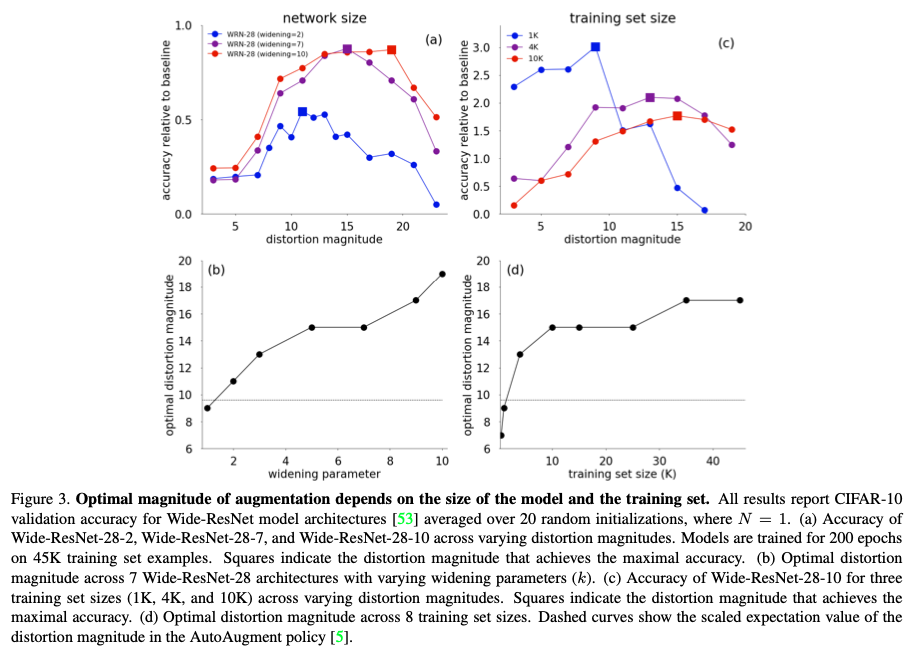 network size
(a)
WRN-28 (widening=2)
WRN-28 (widening=7)
WRN-28 (widening=10)
accuracy relative to baseline
1.0
0.5
0.0
5 10 15 20
distortion magnitude
training set size
(c)
1K
4K
10K
accuracy relative to baseline
3.0
2.5
2.0
1.5
1.0
0.5
0.0
5 10 15 20
distortion magnitude
(b)
optimal distortion magnitude
20
18
16
14
12
10
8
6
2 4 6 8 10
widening parameter
(d)
optimal distortion magnitude
20
18
16
14
12
10
8
6
10 20 30 40
training set size (K)
Figure 3. Optimal magnitude of augmentation depends on the size of the model and the training set. All results report CIFAR-10
validation accuracy for Wide-ResNet model architectures [53] averaged over 20 random initializations, where N = 1. (a) Accuracy of
Wide-ResNet-28-2, Wide-ResNet-28-7, and Wide-ResNet-28-10 across varying distortion magnitudes. Models are trained for 200 epochs
on 45K training set examples. Squares indicate the distortion magnitude that achieves the maximal accuracy. (b) Optimal distortion
magnitude across 7 Wide-ResNet-28 architectures with varying widening parameters (k). (c) Accuracy of Wide-ResNet-28-10 for three
training set sizes (1K, 4K, and 10K) across varying distortion magnitudes. Squares indicate the distortion magnitude that achieves the
maximal accuracy. (d) Optimal distortion magnitude across 8 training set sizes. Dashed curves show the scaled expectation value of the
distortion magnitude in the AutoAugment policy [5].